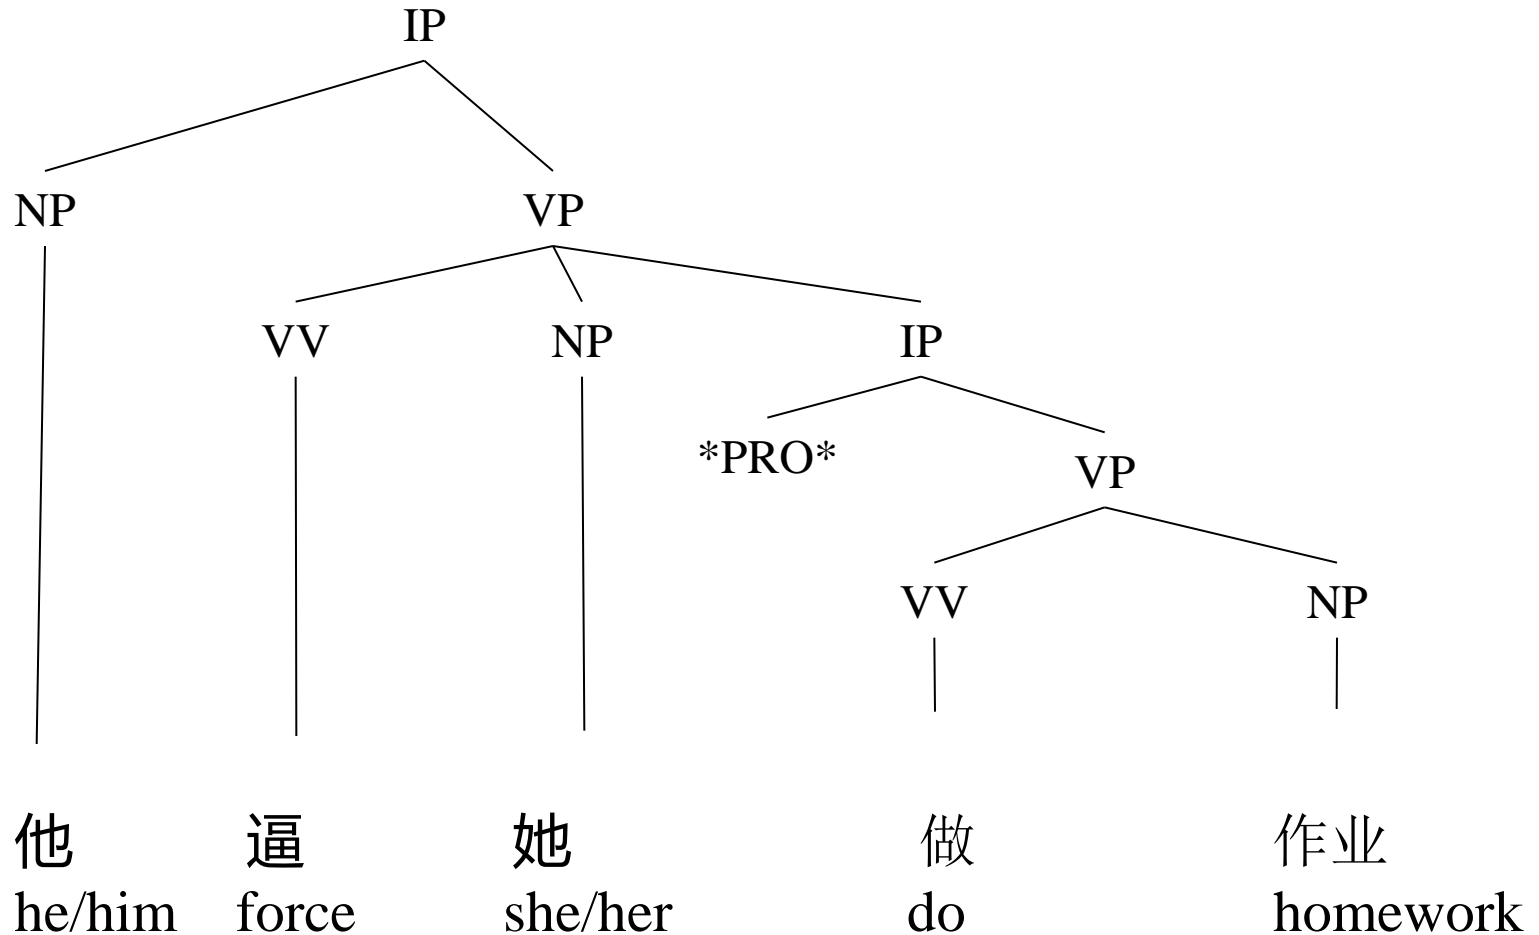 IP
NP VP
VV NP IP
*PRO* VP
VV NP
他 逼 她 做 作业
he/him force she/her do homework